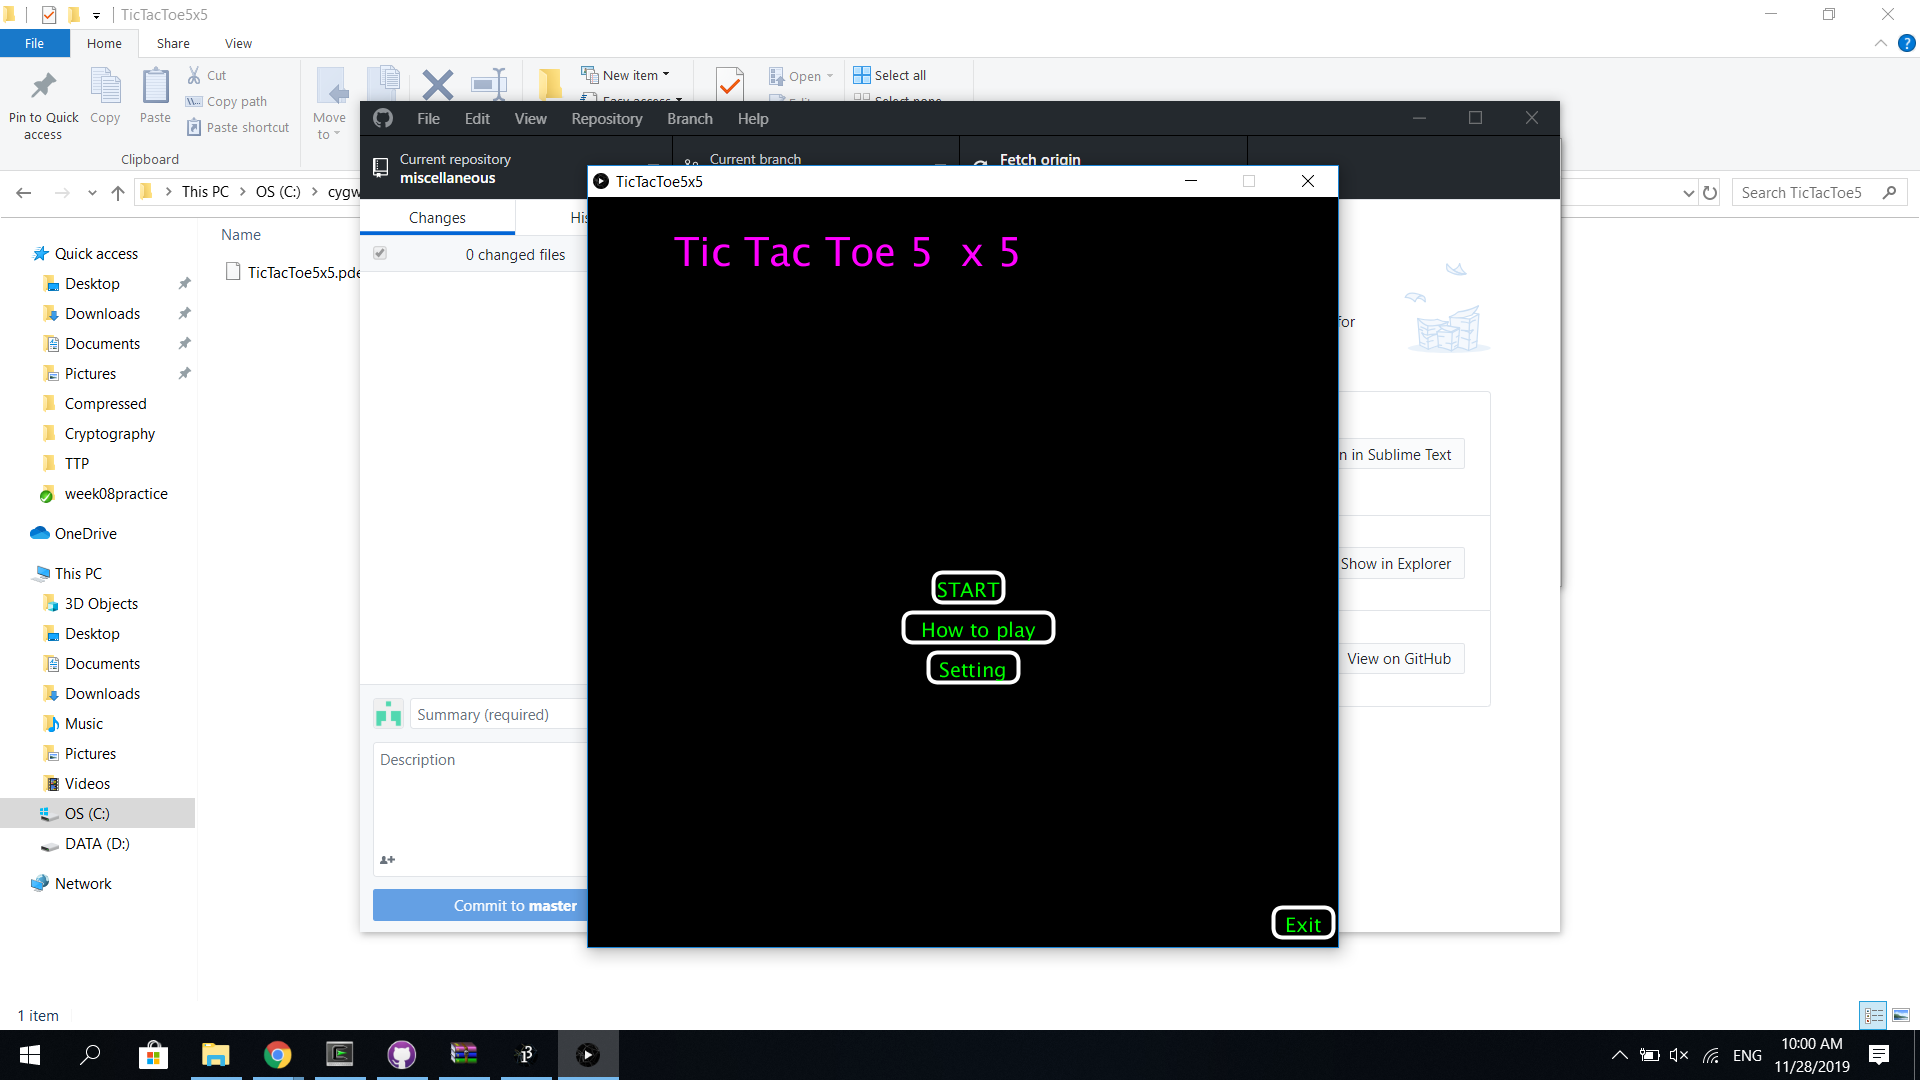 TicTacToe5x5
File
Home
Share
View
Pin to Quick access
Copy
Paste
Cut
Copy path
Paste shortcut
Clipboard
Move to
New item
Easy access
Open
Select all
Select none
This PC
OS (C:)
cygw
Search TicTacToe5
Name
TicTacToe5x5.pde
Quick access
Desktop
Downloads
Documents
Pictures
Compressed
Cryptography
TTP
week08practice
OneDrive
This PC
3D Objects
Desktop
Documents
Downloads
Music
Pictures
Videos
OS (C:)
DATA (D:)
Network
1 item
File
Edit
View
Repository
Branch
Help
Current repository
miscellaneous
Current branch
Fetch origin
Changes
His
0 changed files
Summary (required)
Description
Commit to master
for
n in Sublime Text
Show in Explorer
View on GitHub
TicTacToe5x5
Tic Tac Toe 5 x 5
START
How to play
Setting
Exit
ENG
10:00 AM
11/28/2019